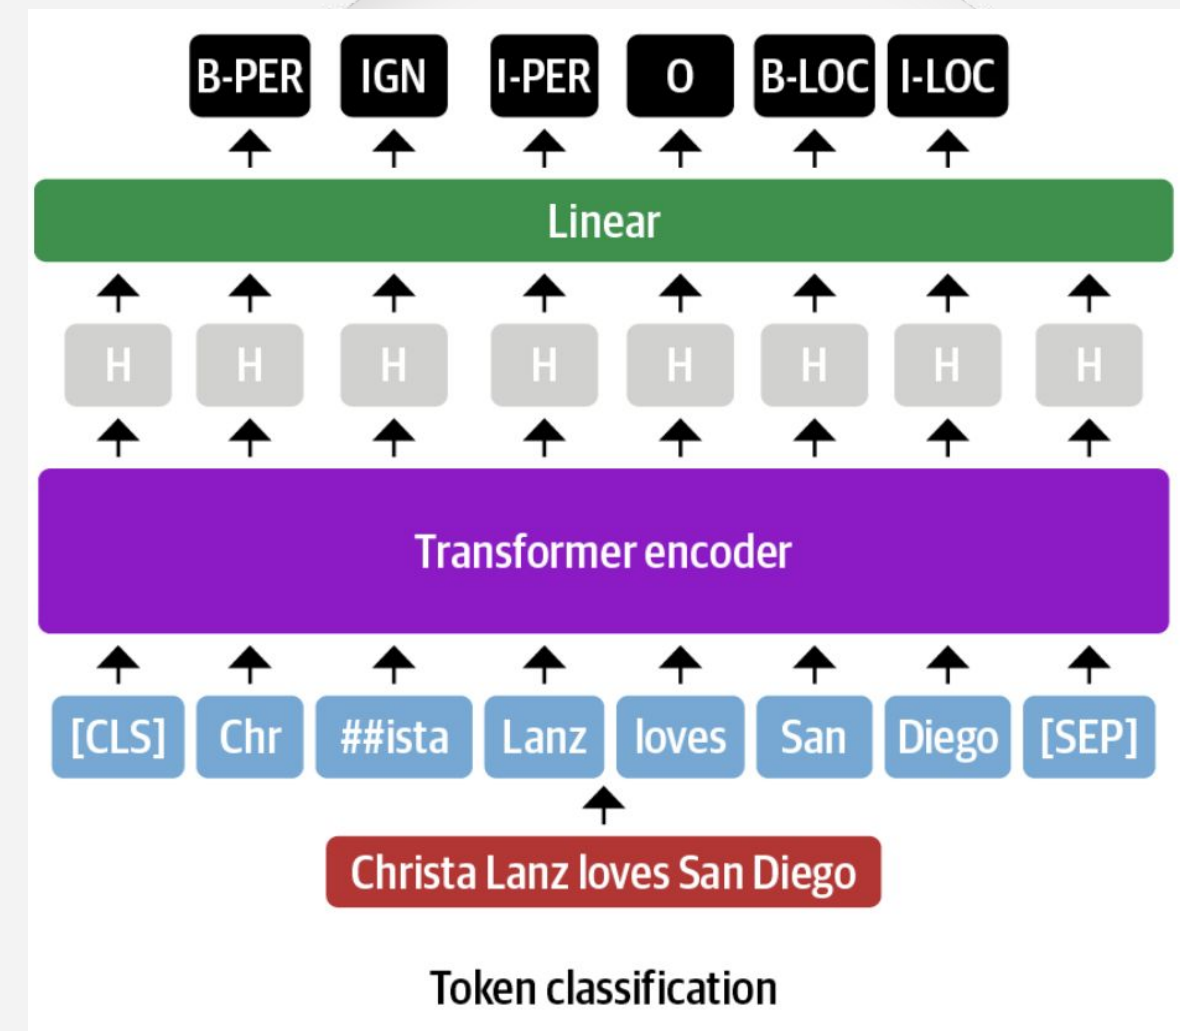 B-PER IGN I-PER O B-LOC I-LOC
Linear
H H H H H H H H
Transformer encoder
[CLS] Chr ##ista Lanz loves San Diego [SEP]
Christa Lanz loves San Diego
Token classification